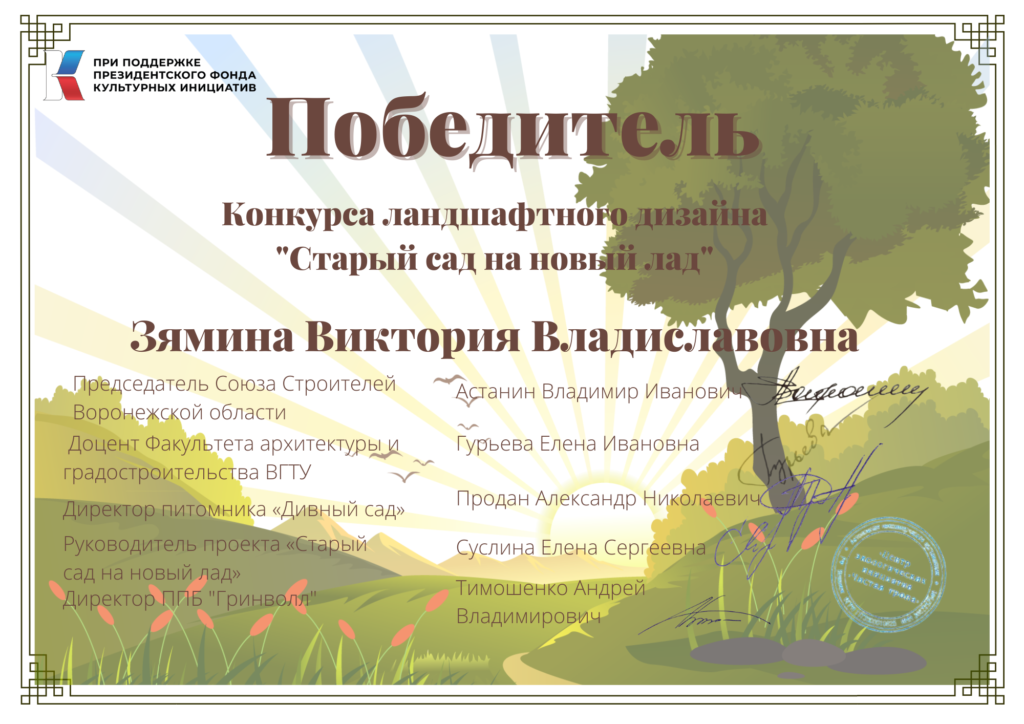 ПРИ ПОДДЕРЖКЕ
ПРЕЗИДЕНТСКОГО ФОНДА
КУЛЬТУРНЫХ ИНИЦИАТИВ
Победитель
Конкурса ландшафтного дизайна
"Старый сад на новый лад"
Зямина Виктория Владиславовна
Председатель Союза Строителей
Воронежской области
Астанин Владимир Иванович
Доцент Факультета архитектуры и
градостроительства ВГТУ
Гурьева Елена Ивановна
Гурьева
Директор питомника «Дивный сад»
Продан Александр Николаевич
Руководитель проекта «Старый
сад на новый лад»
Суслина Елена Сергеевна
Директор ППБ "Гринволл"
Тимошенко Андрей
Владимирович